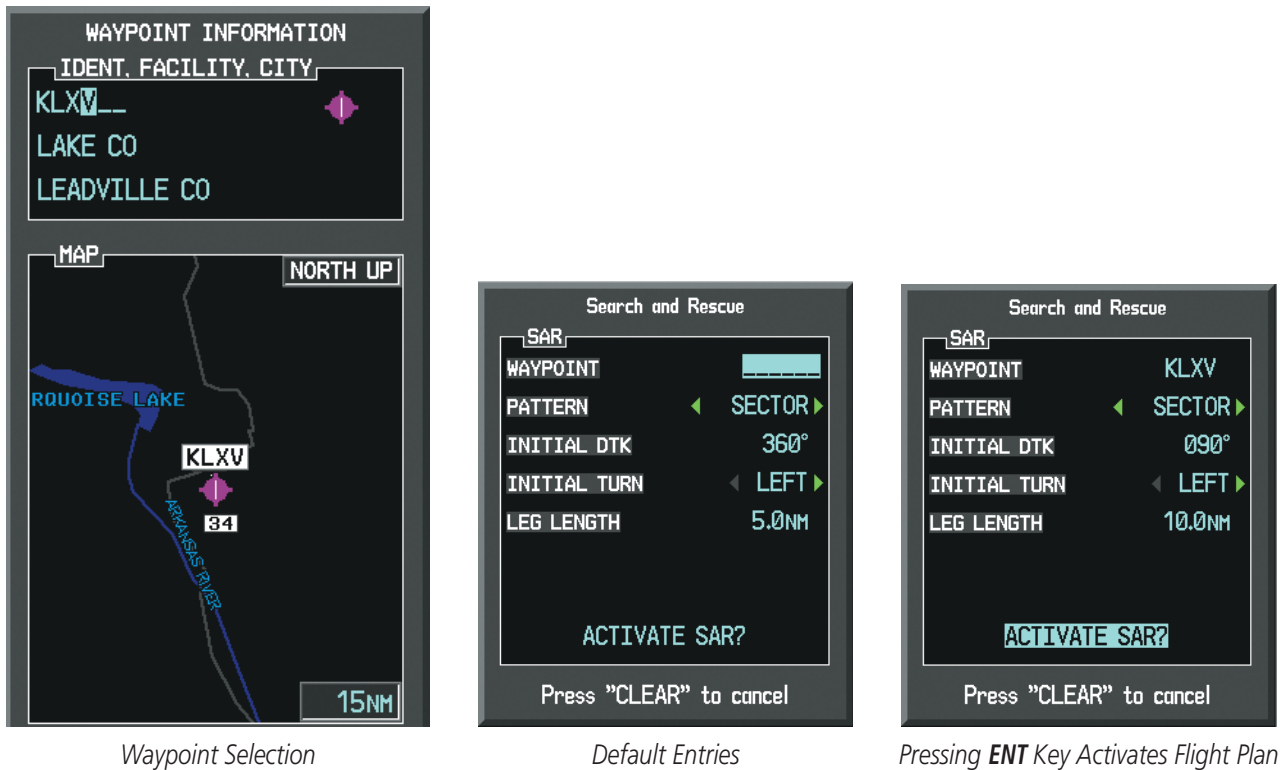 WAYPOINT INFORMATION
IDENT, FACILITY, CITY
KLXV__
LAKE CO
LEADVILLE CO
MAP
NORTH UP
RQUOISE LAKE
KLXV
34
ARKANSAS RIVER
15NM
Waypoint Selection
Search and Rescue
SAR
WAYPOINT ______
PATTERN SECTOR
INITIAL DTK 360°
INITIAL TURN LEFT
LEG LENGTH 5.0NM
ACTIVATE SAR?
Press "CLEAR" to cancel
Default Entries
Search and Rescue
SAR
WAYPOINT KLXV
PATTERN SECTOR
INITIAL DTK 090°
INITIAL TURN LEFT
LEG LENGTH 10.0NM
ACTIVATE SAR?
Press "CLEAR" to cancel
Pressing ENT Key Activates Flight Plan